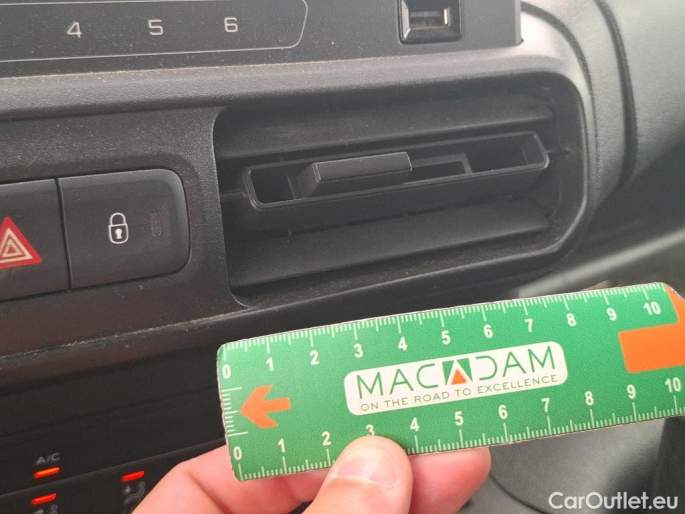 4 5 6
0 1 2 3 4 5 6 7 8 9 10
MACADAM
ON THE ROAD TO EXCELLENCE
0 1 2 3 4 5 6 7 8 9 10
A/C
CarOutlet.eu